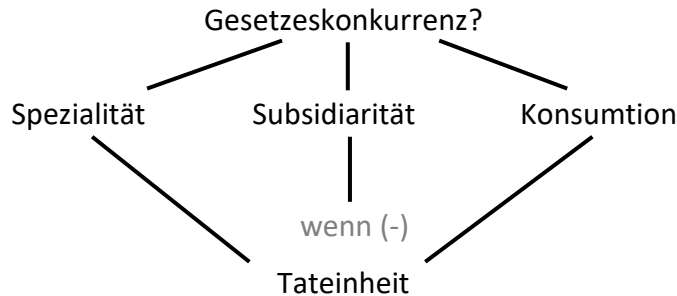 Gesetzeskonkurrenz?
Spezialität Subsidiarität Konsumtion
wenn (-)
Tateinheit